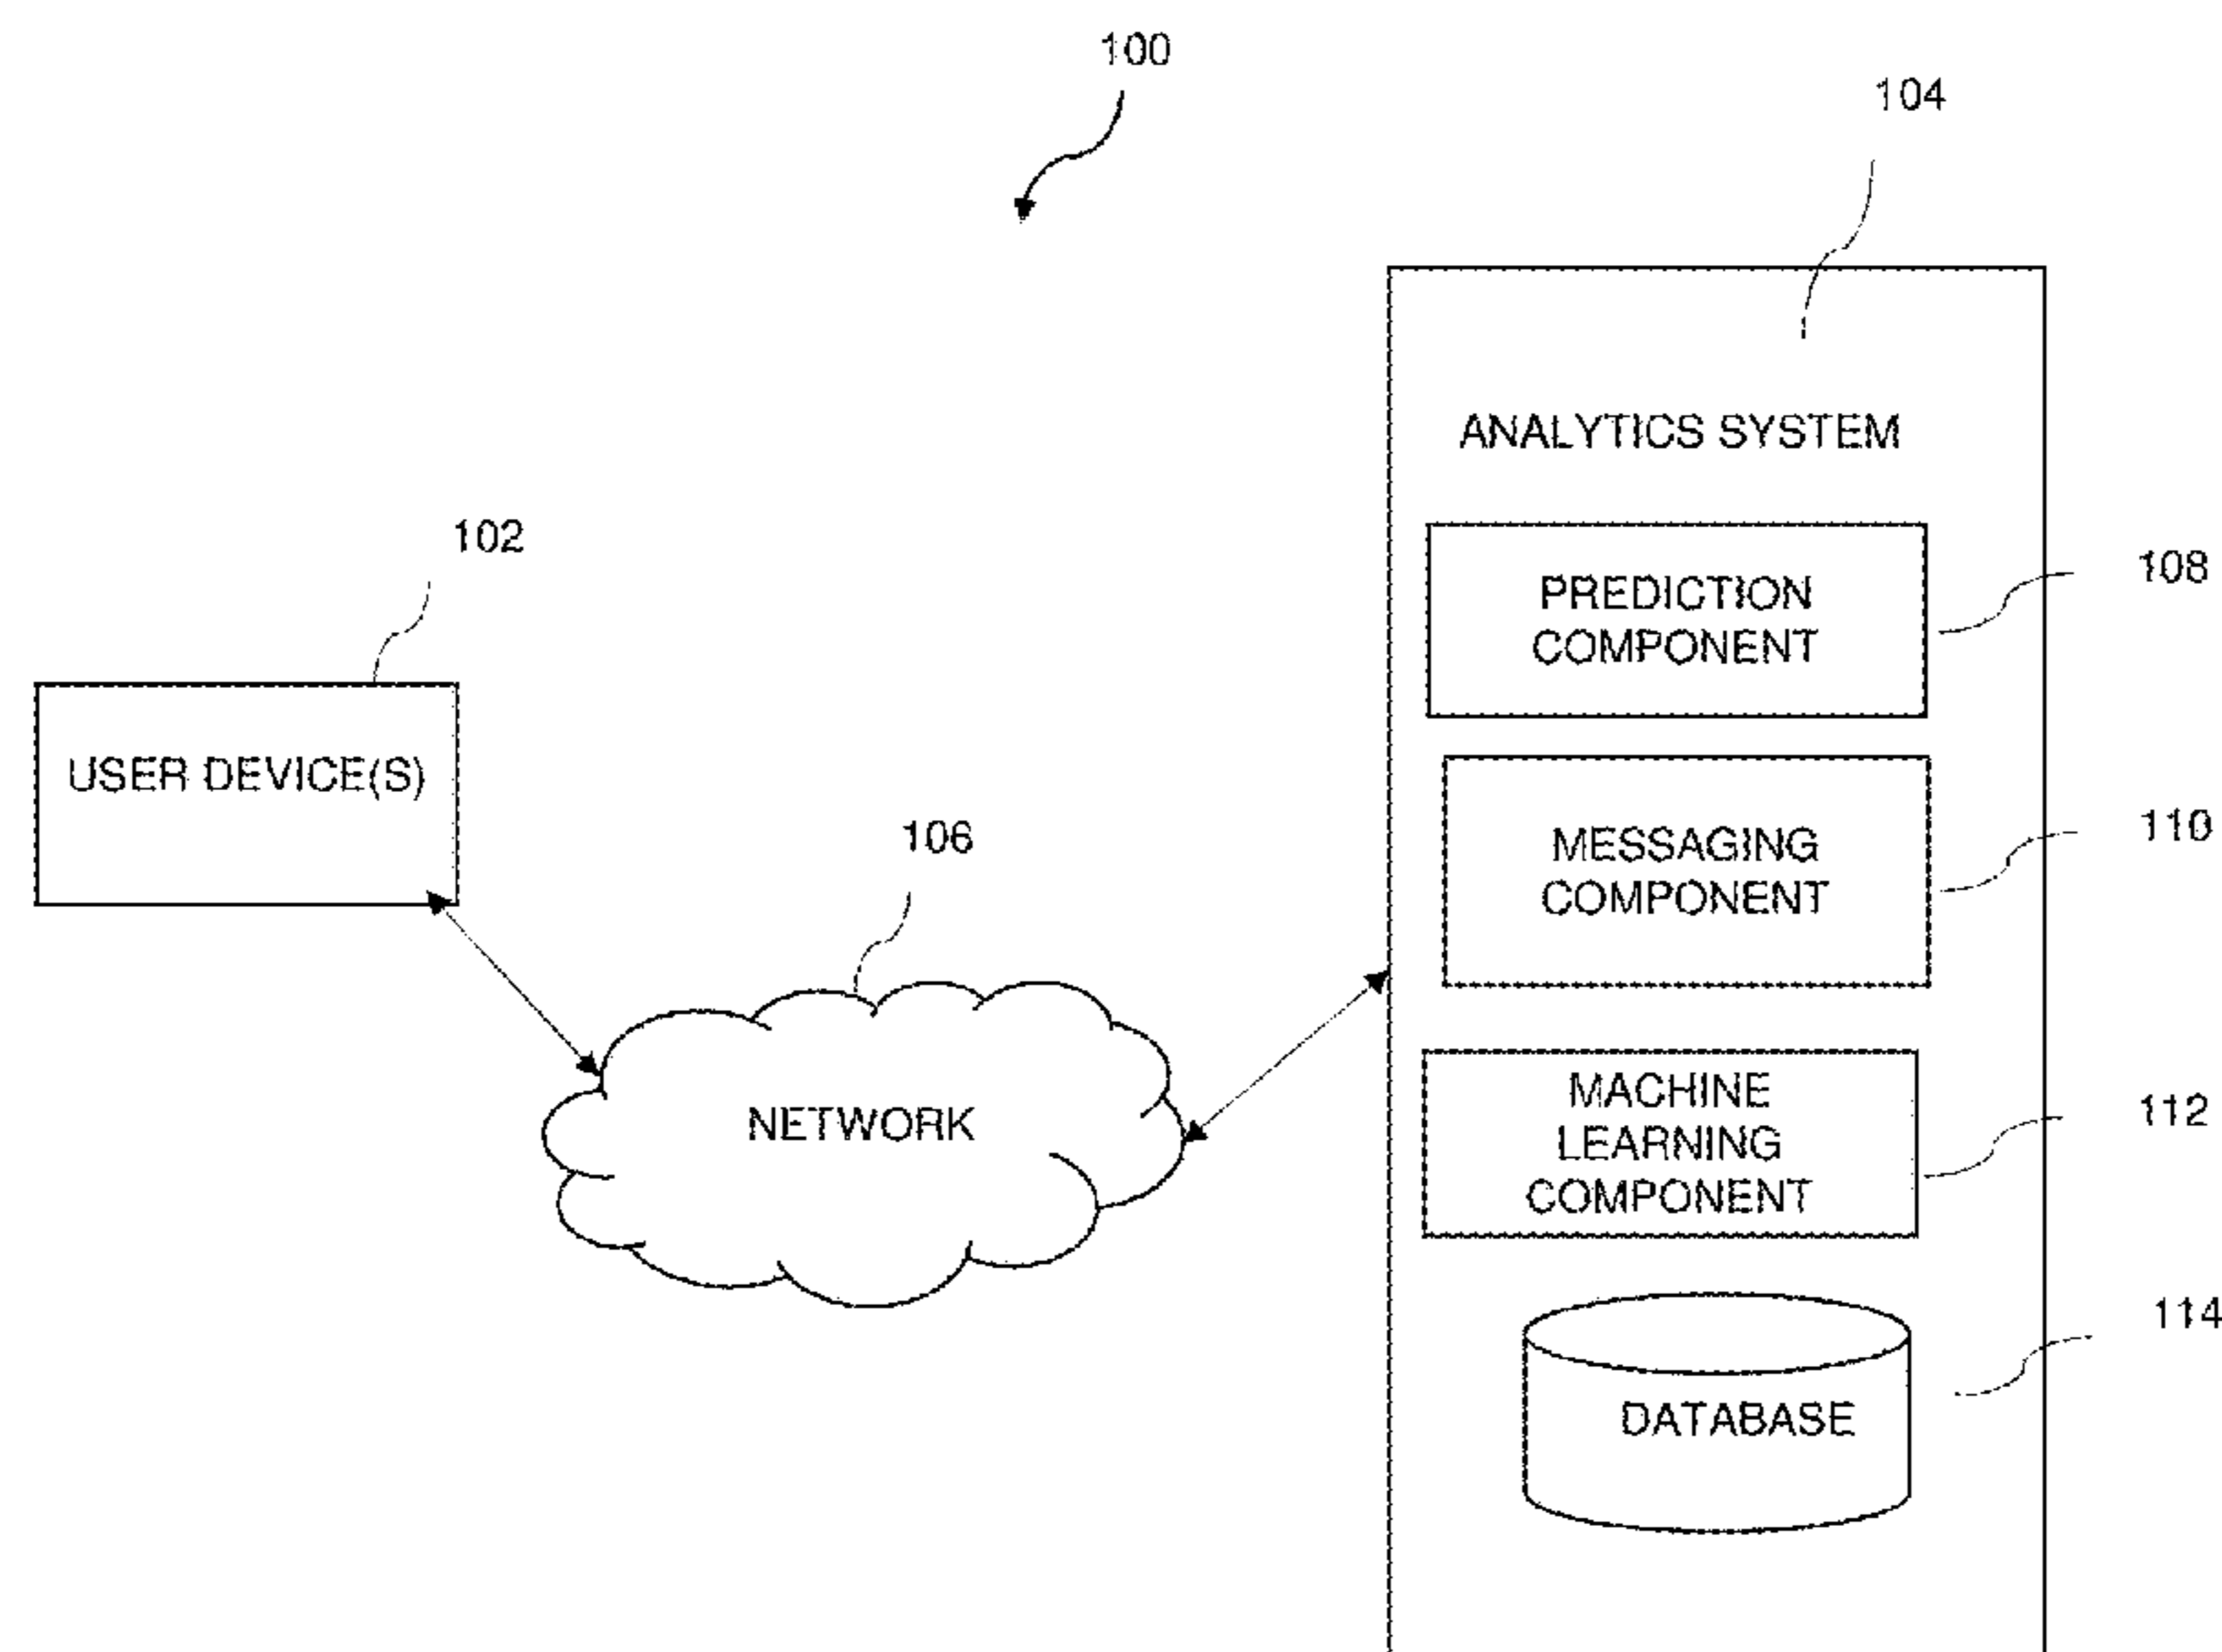 100
104
ANALYTICS SYSTEM
102
108
PREDICTION
COMPONENT
USER DEVICE(S)
106
110
MESSAGING
COMPONENT
NETWORK
112
MACHINE
LEARNING
COMPONENT
114
DATABASE